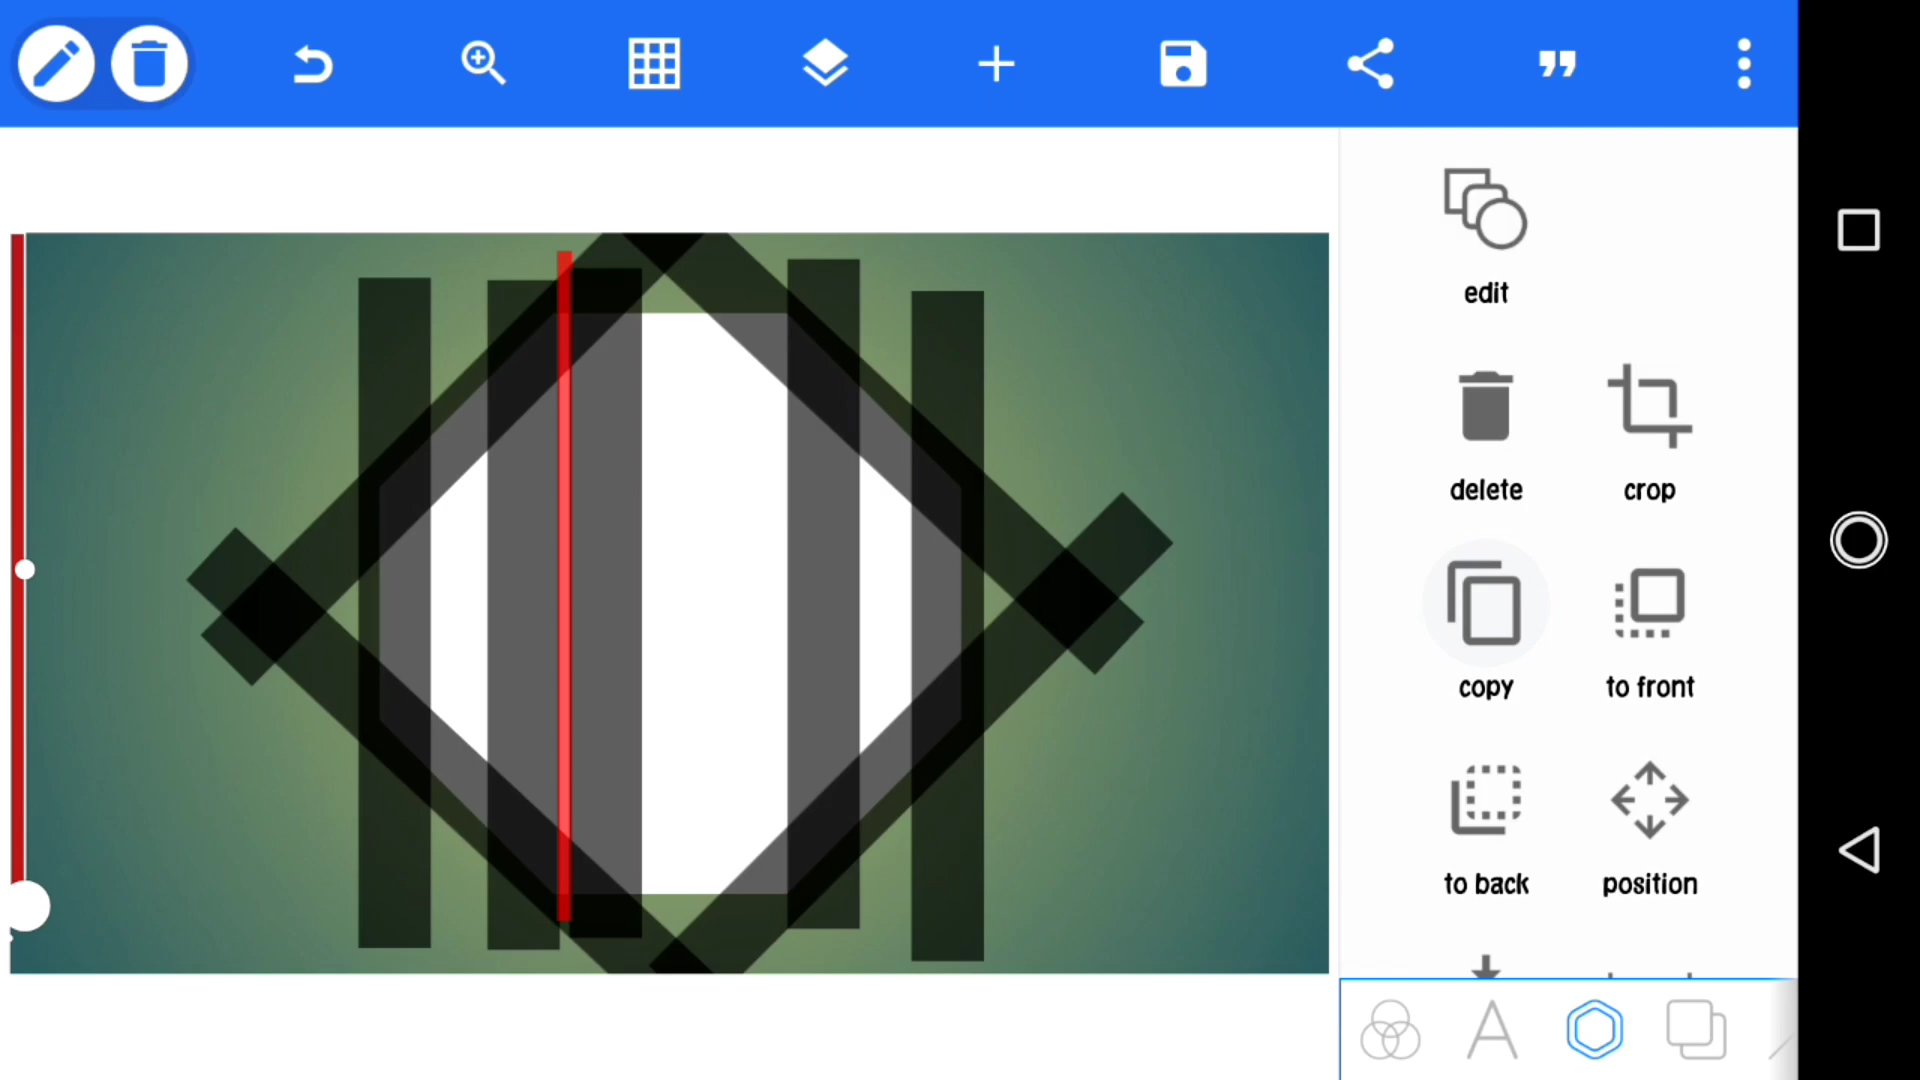 edit
delete
crop
copy
to front
to back
position